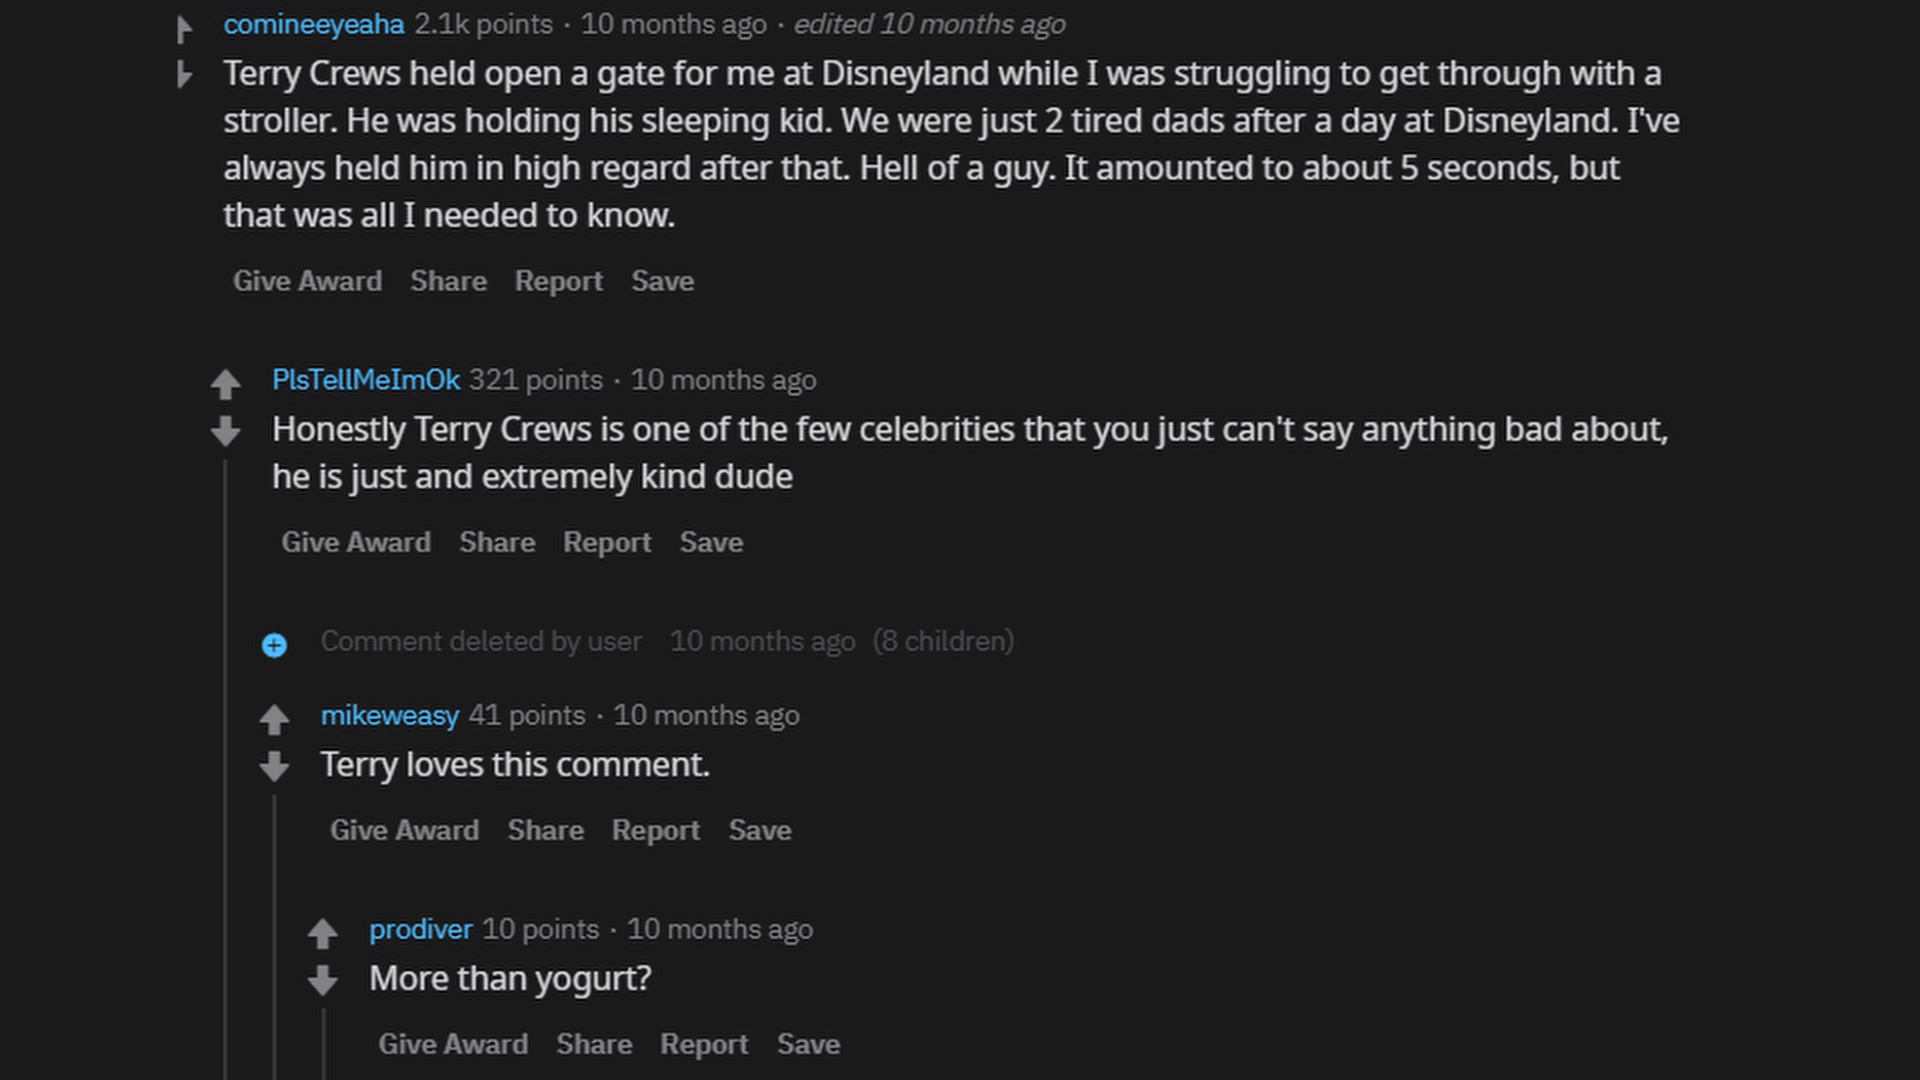 comineeyeaha 2.1k points · 10 months ago · edited 10 months ago
Terry Crews held open a gate for me at Disneyland while I was struggling to get through with a
stroller. He was holding his sleeping kid. We were just 2 tired dads after a day at Disneyland. I've
always held him in high regard after that. Hell of a guy. It amounted to about 5 seconds, but
that was all I needed to know.
Give Award Share Report Save
PlsTellMeImOk 321 points · 10 months ago
Honestly Terry Crews is one of the few celebrities that you just can't say anything bad about,
he is just and extremely kind dude
Give Award Share Report Save
Comment deleted by user 10 months ago (8 children)
mikeweasy 41 points · 10 months ago
Terry loves this comment.
Give Award Share Report Save
prodiver 10 points · 10 months ago
More than yogurt?
Give Award Share Report Save